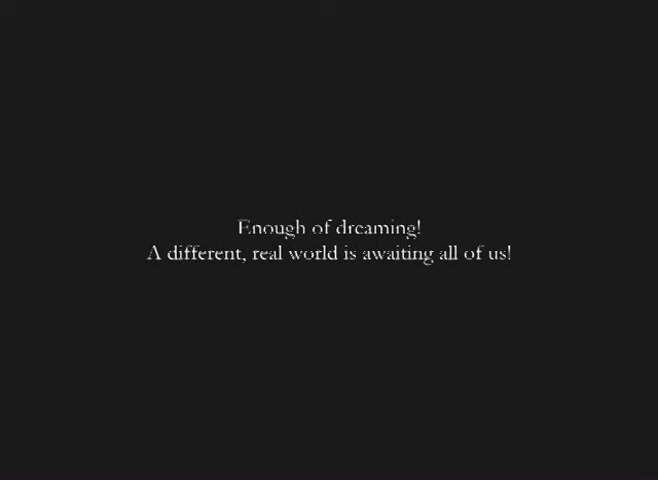 Enough of dreaming!
A different, real world is awaiting all of us!